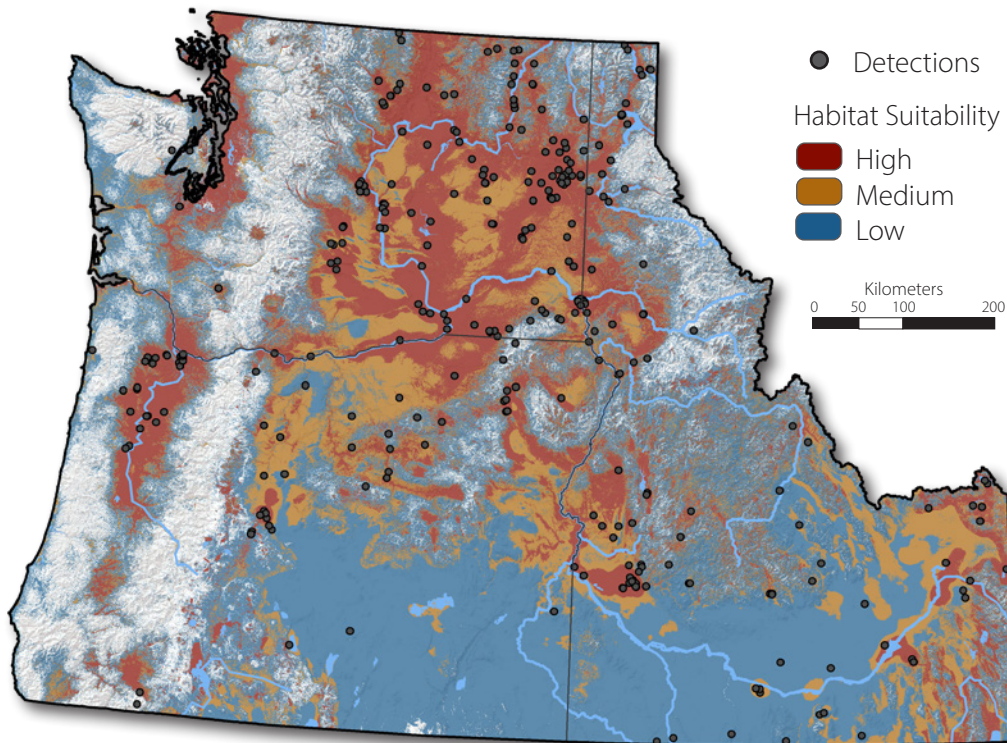 Detections
Habitat Suitability
High
Medium
Low
Kilometers
0 50 100 200